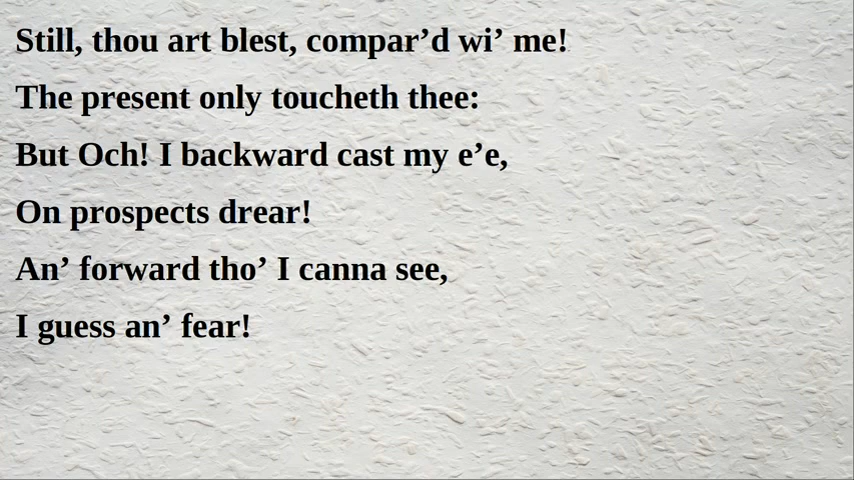 Still, thou art blest, compar’d wi’ me!
The present only toucheth thee:
But Och! I backward cast my e’e,
On prospects drear!
An’ forward tho’ I canna see,
I guess an’ fear!